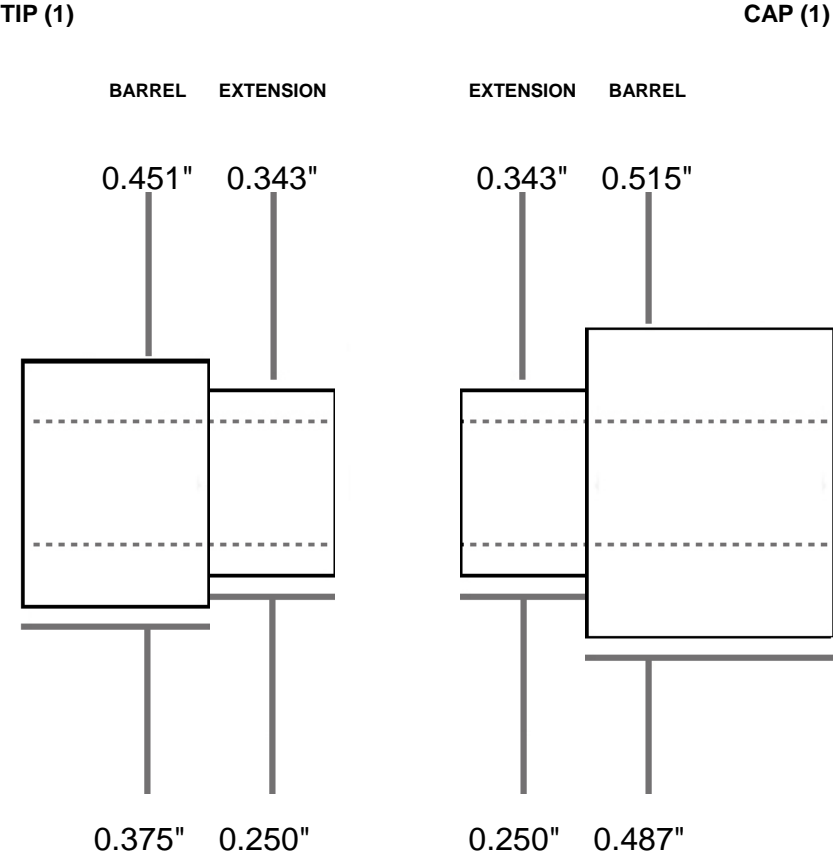 TIP (1) CAP (1)
BARREL EXTENSION EXTENSION BARREL
0.451" 0.343" 0.343" 0.515"
0.375" 0.250" 0.250" 0.487"